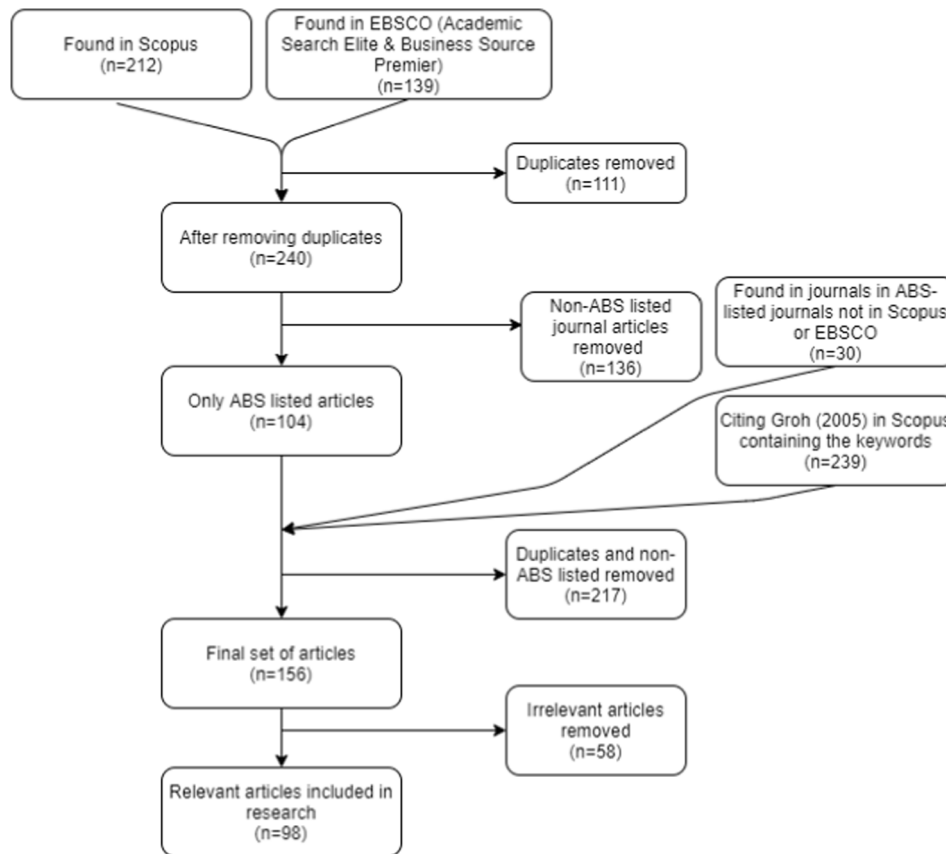 Found in Scopus
(n=212)
Found in EBSCO (Academic
Search Elite & Business Source
Premier)
(n=139)
Duplicates removed
(n=111)
After removing duplicates
(n=240)
Non-ABS listed
journal articles
removed
(n=136)
Found in journals in ABS-
listed journals not in Scopus
or EBSCO
(n=30)
Only ABS listed articles
(n=104)
Citing Groh (2005) in Scopus
containing the keywords
(n=239)
Duplicates and non-
ABS listed removed
(n=217)
Final set of articles
(n=156)
Irrelevant articles
removed
(n=58)
Relevant articles included in
research
(n=98)